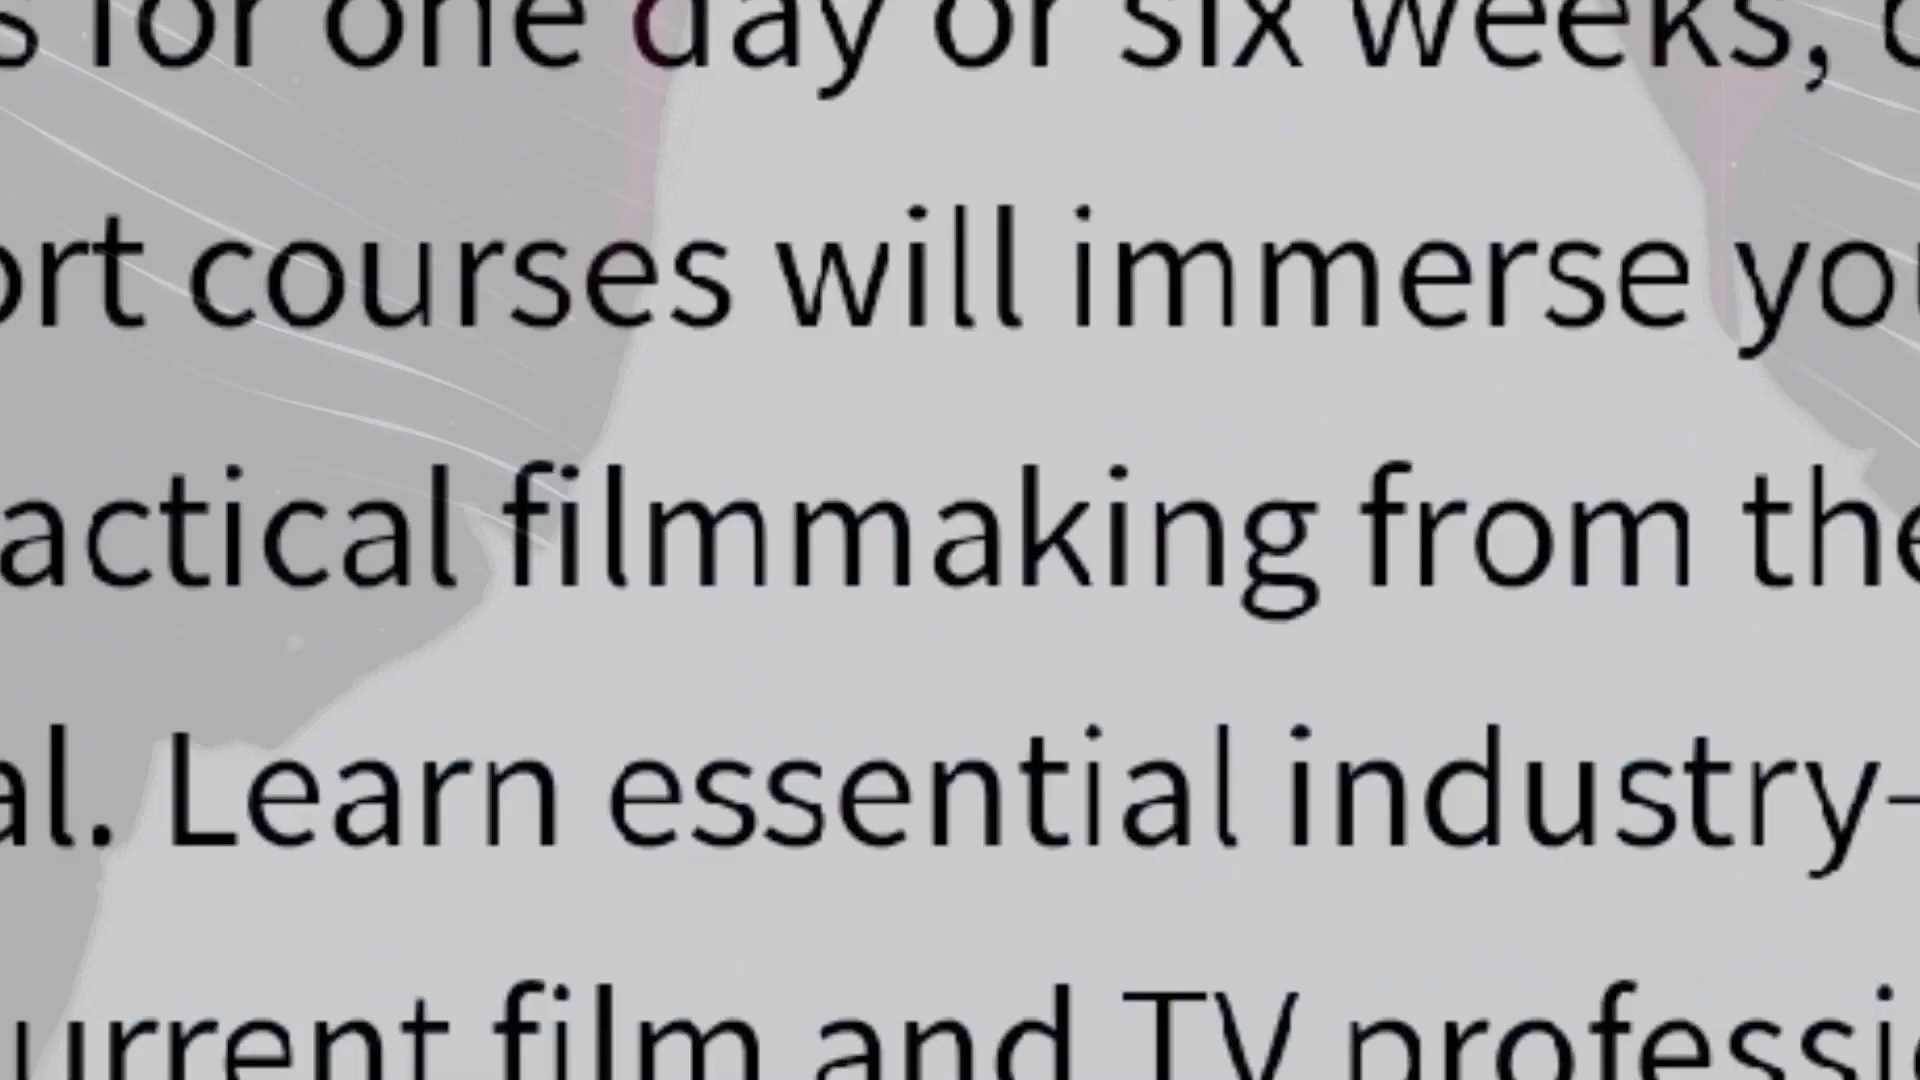 s for one day or six weeks,
ort courses will immerse you
actical filmmaking from the
al. Learn essential industry-
urrent film and TV professi